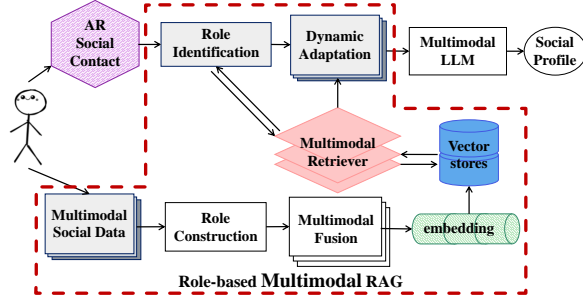 AR
Social
Contact
Role
Identification
Dynamic
Adaptation
Multimodal
LLM
Social
Profile
Multimodal
Retriever
Vector
stores
Multimodal
Social Data
Role
Construction
Multimodal
Fusion
embedding
Role-based Multimodal RAG